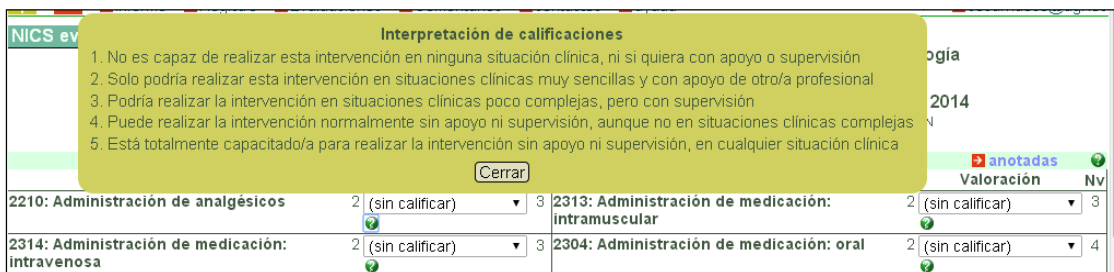 NICS ev
Interpretación de calificaciones
1. No es capaz de realizar esta intervención en ninguna situación clínica, ni si quiera con apoyo o supervisión
2. Solo podría realizar esta intervención en situaciones clínicas muy sencillas y con apoyo de otro/a profesional
3. Podría realizar la intervención en situaciones clínicas poco complejas, pero con supervisión
4. Puede realizar la intervención normalmente sin apoyo ni supervisión, aunque no en situaciones clínicas complejas
5. Está totalmente capacitado/a para realizar la intervención sin apoyo ni supervisión, en cualquier situación clínica
Cerrar
ogía
2014
N
anotadas
Valoración Nv
2210: Administración de analgésicos 2 (sin calificar) 3
2313: Administración de medicación: intramuscular 2 (sin calificar) 3
2314: Administración de medicación: intravenosa 2 (sin calificar) 3
2304: Administración de medicación: oral 2 (sin calificar) 4